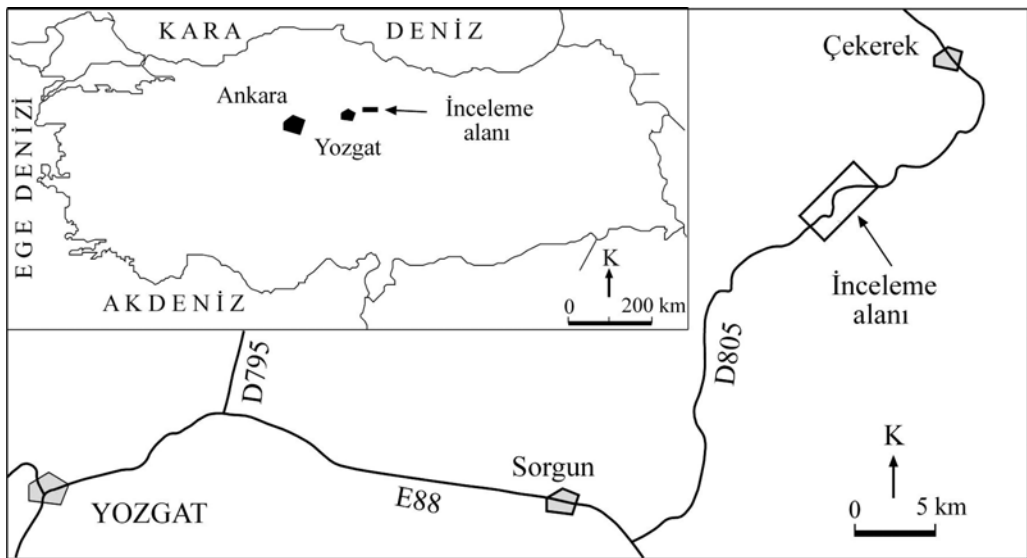 KARA DENİZ
EGE DENİZİ
Ankara
Yozgat
İnceleme
alanı
AKDENİZ
K
0 200 km
Çekerek
İnceleme
alanı
D805
D795
Sorgun
E88
YOZGAT
K
0 5 km